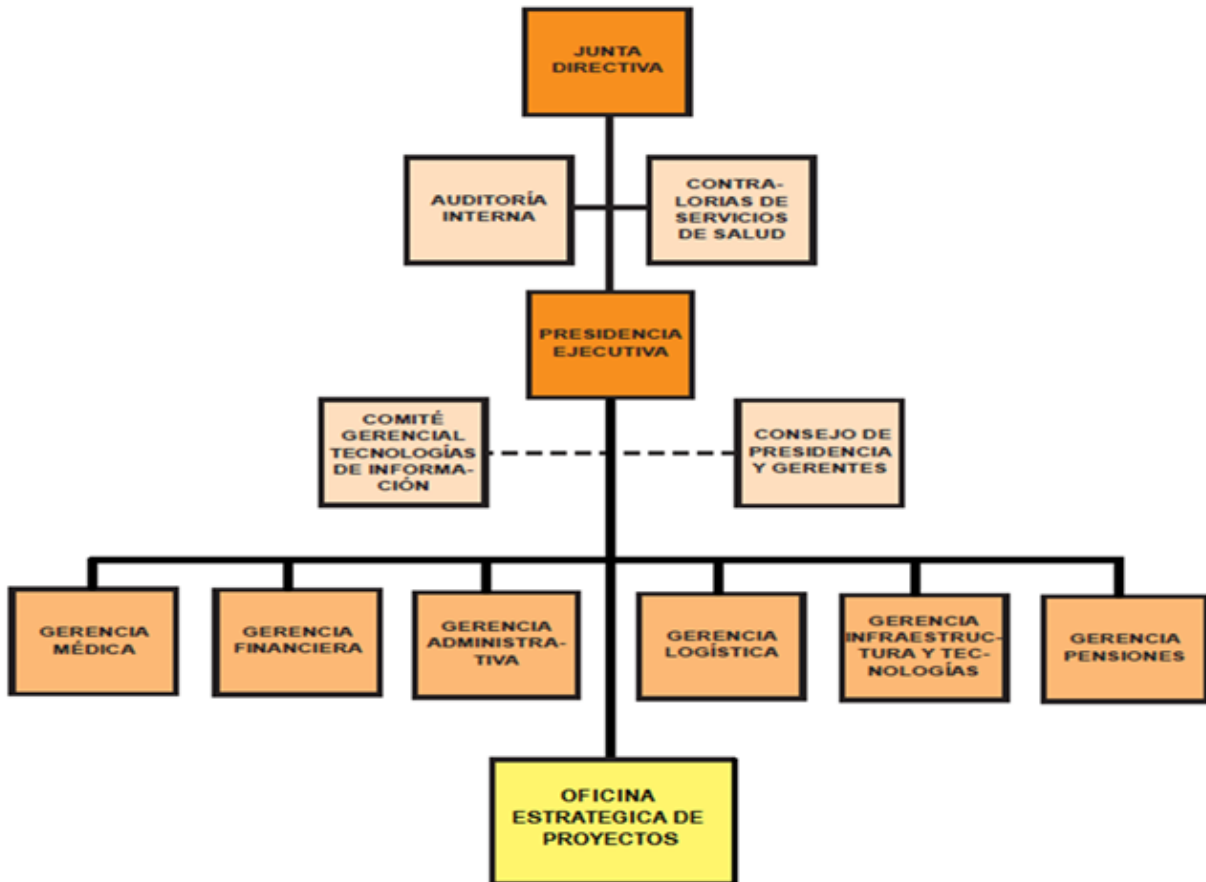 JUNTA
DIRECTIVA
AUDITORÍA
INTERNA
CONTRA-
LORIAS DE
SERVICIOS
DE SALUD
PRESIDENCIA
EJECUTIVA
COMITÉ
GERENCIAL
TECNOLOGÍAS
DE INFORMA-
CIÓN
CONSEJO DE
PRESIDENCIA
Y GERENTES
GERENCIA
MÉDICA
GERENCIA
FINANCIERA
GERENCIA
ADMINISTRA-
TIVA
GERENCIA
LOGÍSTICA
GERENCIA
INFRAESTRUC-
TURA Y TEC-
NOLOGÍAS
GERENCIA
PENSIONES
OFICINA
ESTRATEGICA DE
PROYECTOS